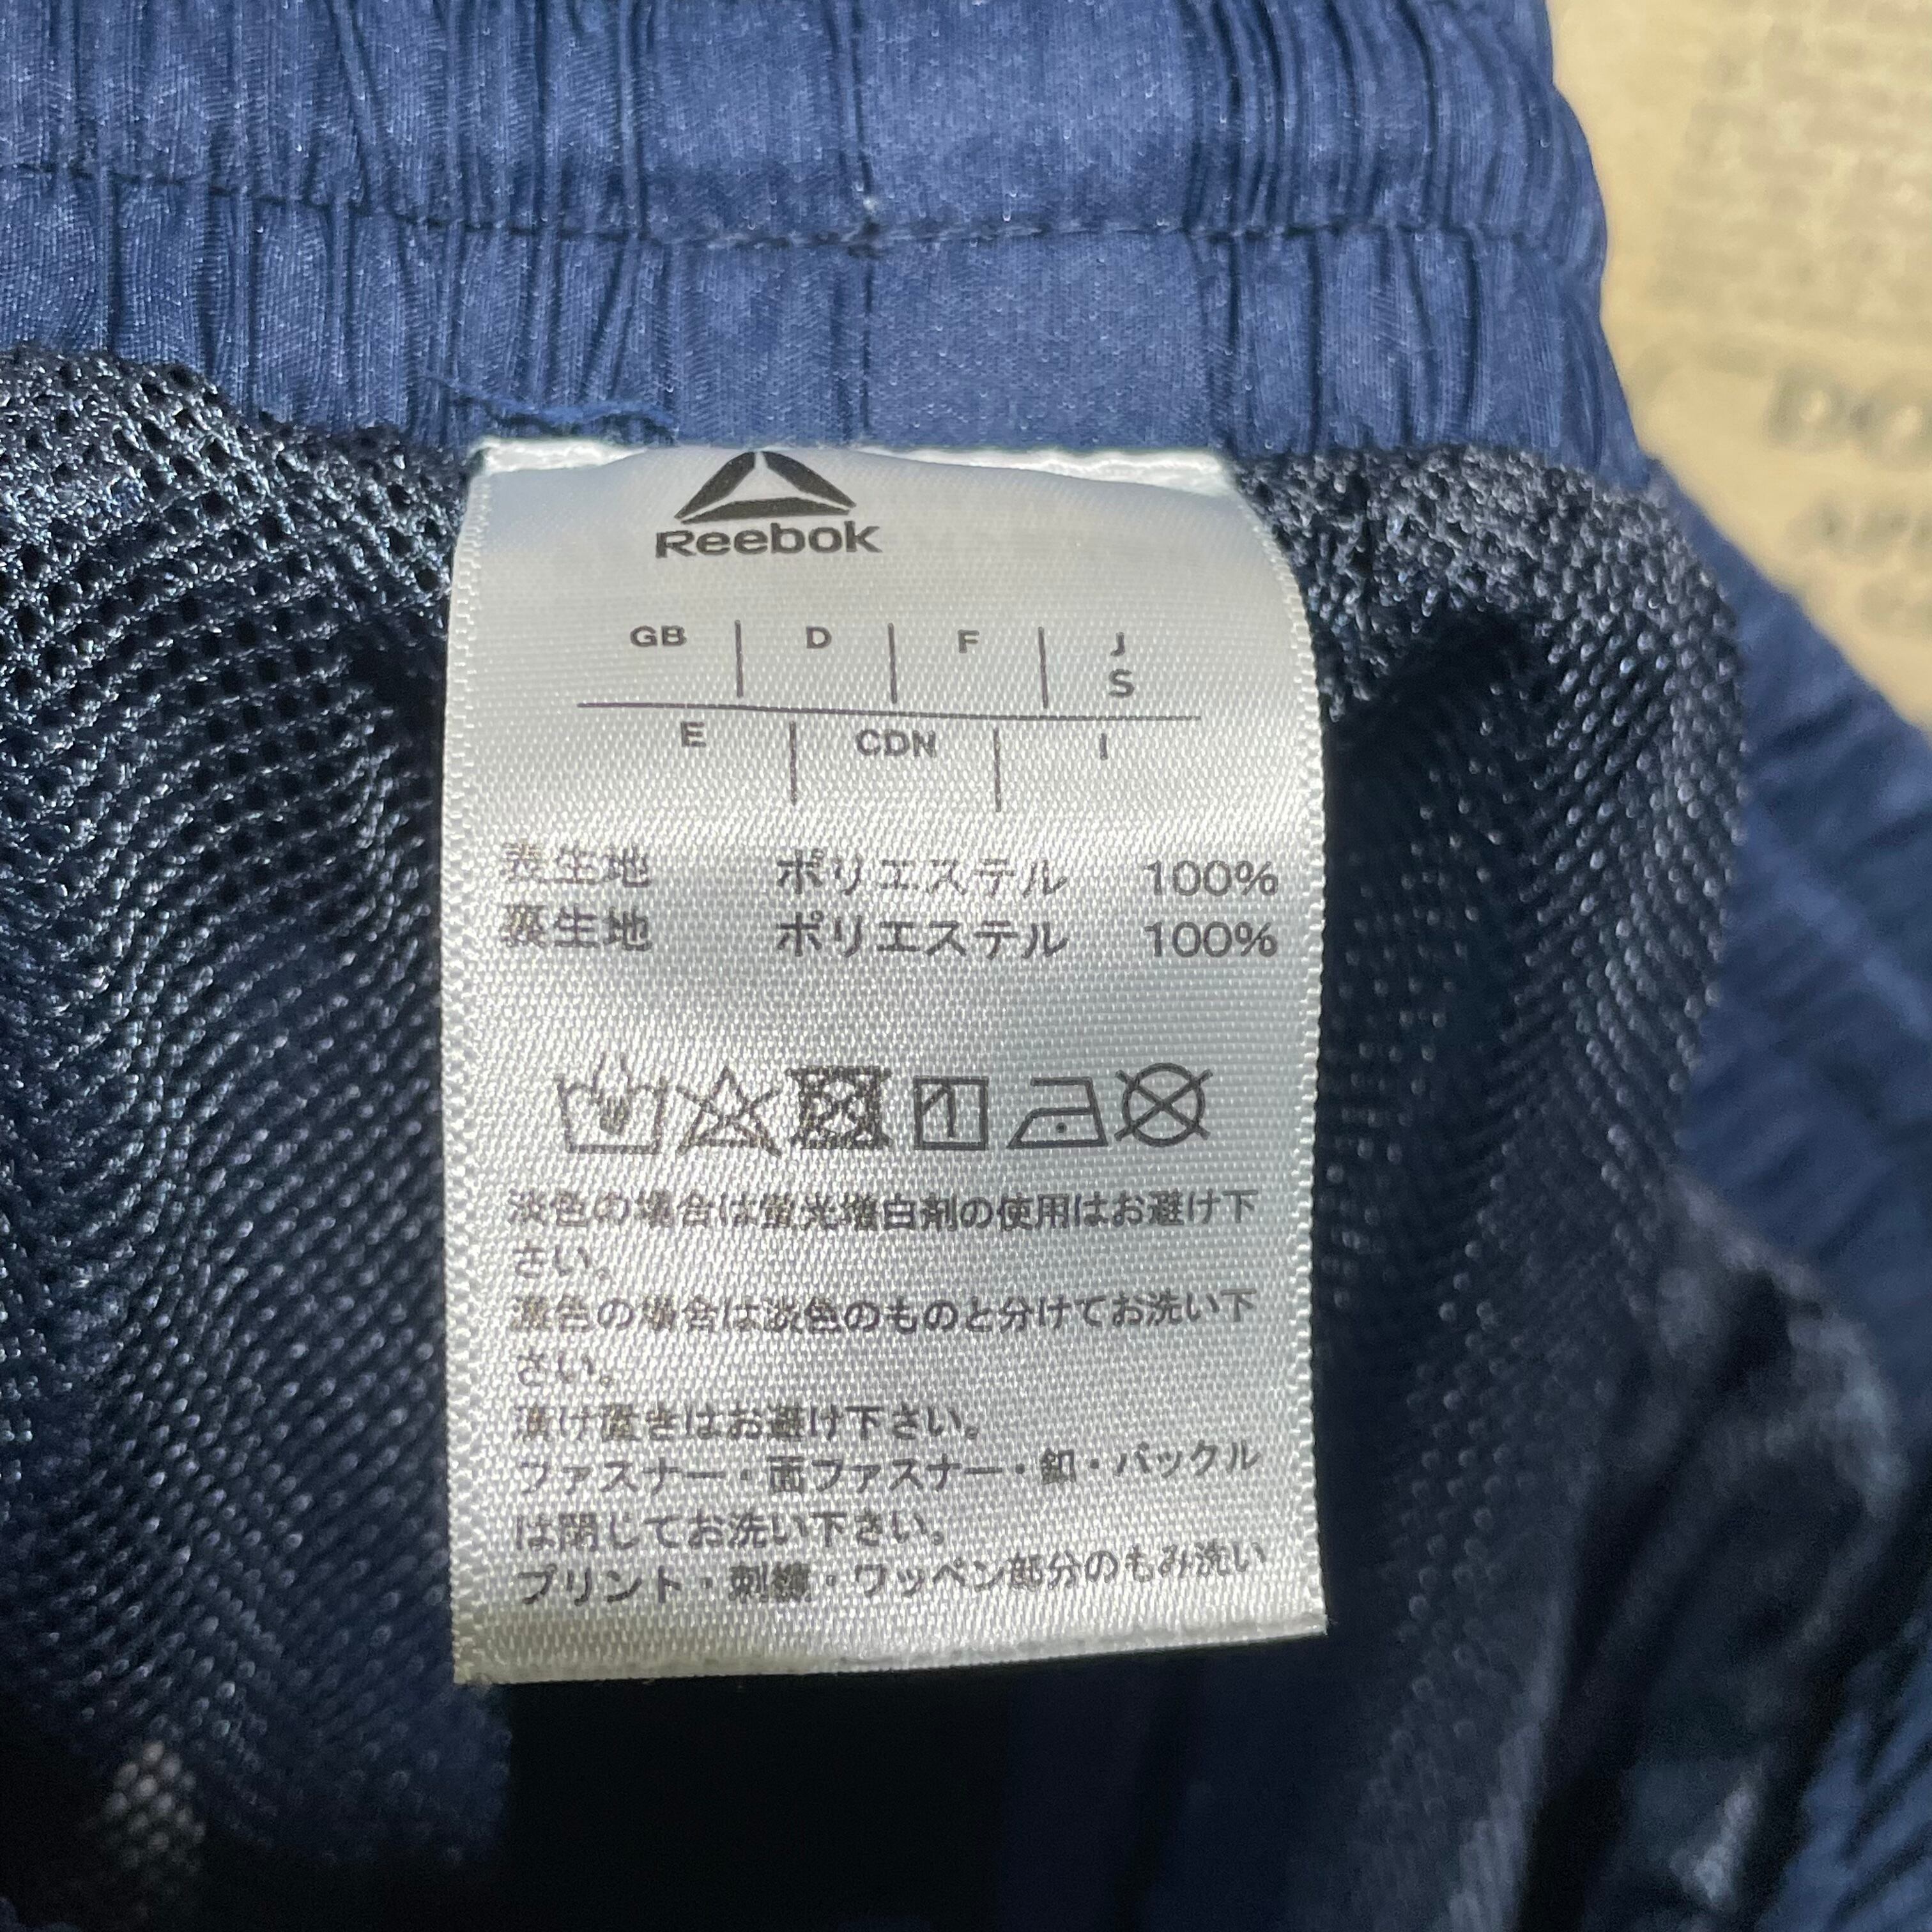 Reebok
GB D F J
S
E CDN I
表生地 ポリエステル 100%
裏生地 ポリエステル 100%
淡色の場合は蛍光増白剤の使用はお避け下
さい。
濃色の場合は淡色のものと分けてお洗い下
さい。
漬け置きはお避け下さい。
ファスナー・面ファスナー・釦・バックル
は閉じてお洗い下さい。
プリント・刺繍・ワッペン部分のもみ洗い